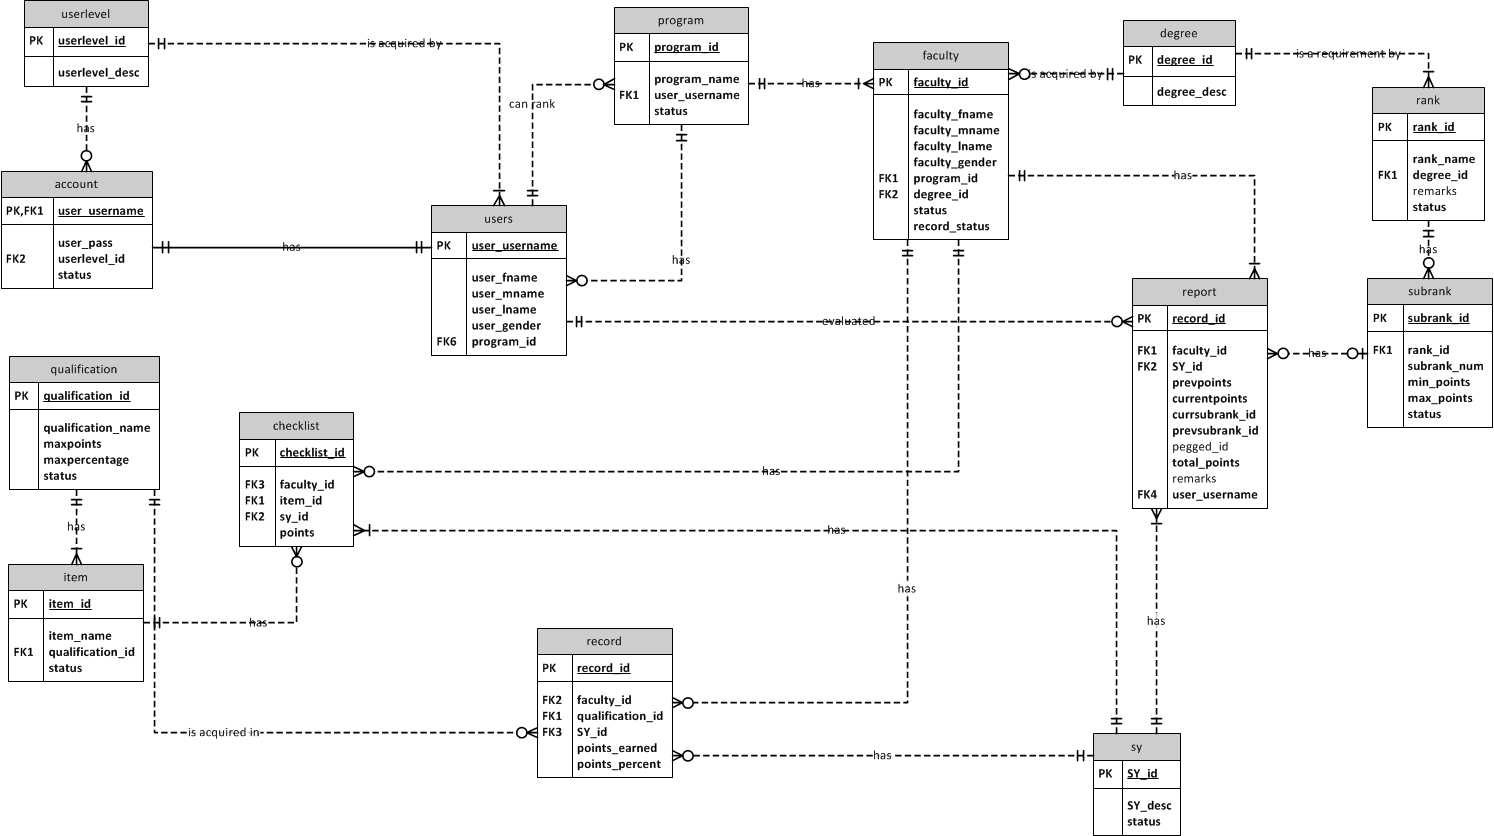 userlevel
PK userlevel_id
userlevel_desc
is acquired by
has
account
PK,FK1 user_username
user_pass
FK2 userlevel_id
status
has
program
PK program_id
program_name
FK1 user_username
status
can rank
has
has
users
PK user_username
user_fname
user_mname
user_lname
user_gender
FK6 program_id
evaluated
faculty
PK faculty_id
faculty_fname
faculty_mname
faculty_lname
faculty_gender
FK1 program_id
FK2 degree_id
status
record_status
is acquired by
has
degree
PK degree_id
degree_desc
is a requirement by
rank
PK rank_id
rank_name
FK1 degree_id
remarks
status
has
report
PK record_id
FK1 faculty_id
FK2 SY_id
prevpoints
currentpoints
currsubrank_id
prevsubrank_id
pegged_id
total_points
remarks
FK4 user_username
has
subrank
PK subrank_id
FK1 rank_id
subrank_num
min_points
max_points
status
qualification
PK qualification_id
qualification_name
maxpoints
maxpercentage
status
has
checklist
PK checklist_id
FK3 faculty_id
FK1 item_id
FK2 sy_id
points
has
has
item
PK item_id
item_name
FK1 qualification_id
status
has
has
has
record
PK record_id
FK2 faculty_id
FK1 qualification_id
FK3 SY_id
points_earned
points_percent
is acquired in
has
sy
PK SY_id
SY_desc
status